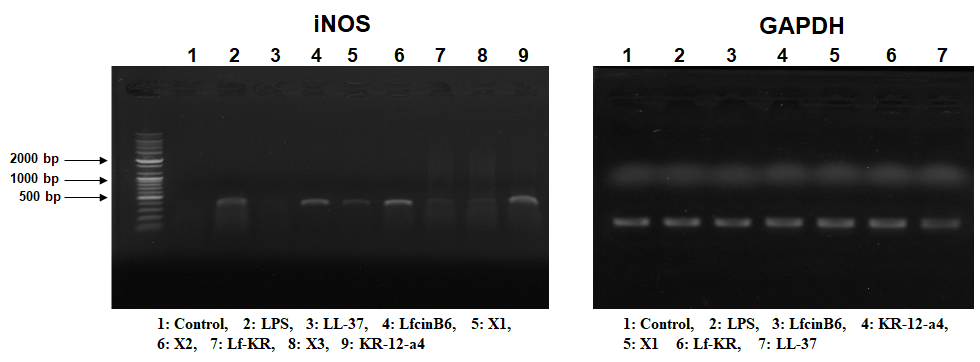 iNOS
1 2 3 4 5 6 7 8 9
2000 bp
1000 bp
500 bp
1: Control, 2: LPS, 3: LL-37, 4: LfcinB6, 5: X1,
6: X2, 7: Lf-KR, 8: X3, 9: KR-12-a4
GAPDH
1 2 3 4 5 6 7
1: Control, 2: LPS, 3: LfcinB6, 4: KR-12-a4,
5: X1 6: Lf-KR, 7: LL-37